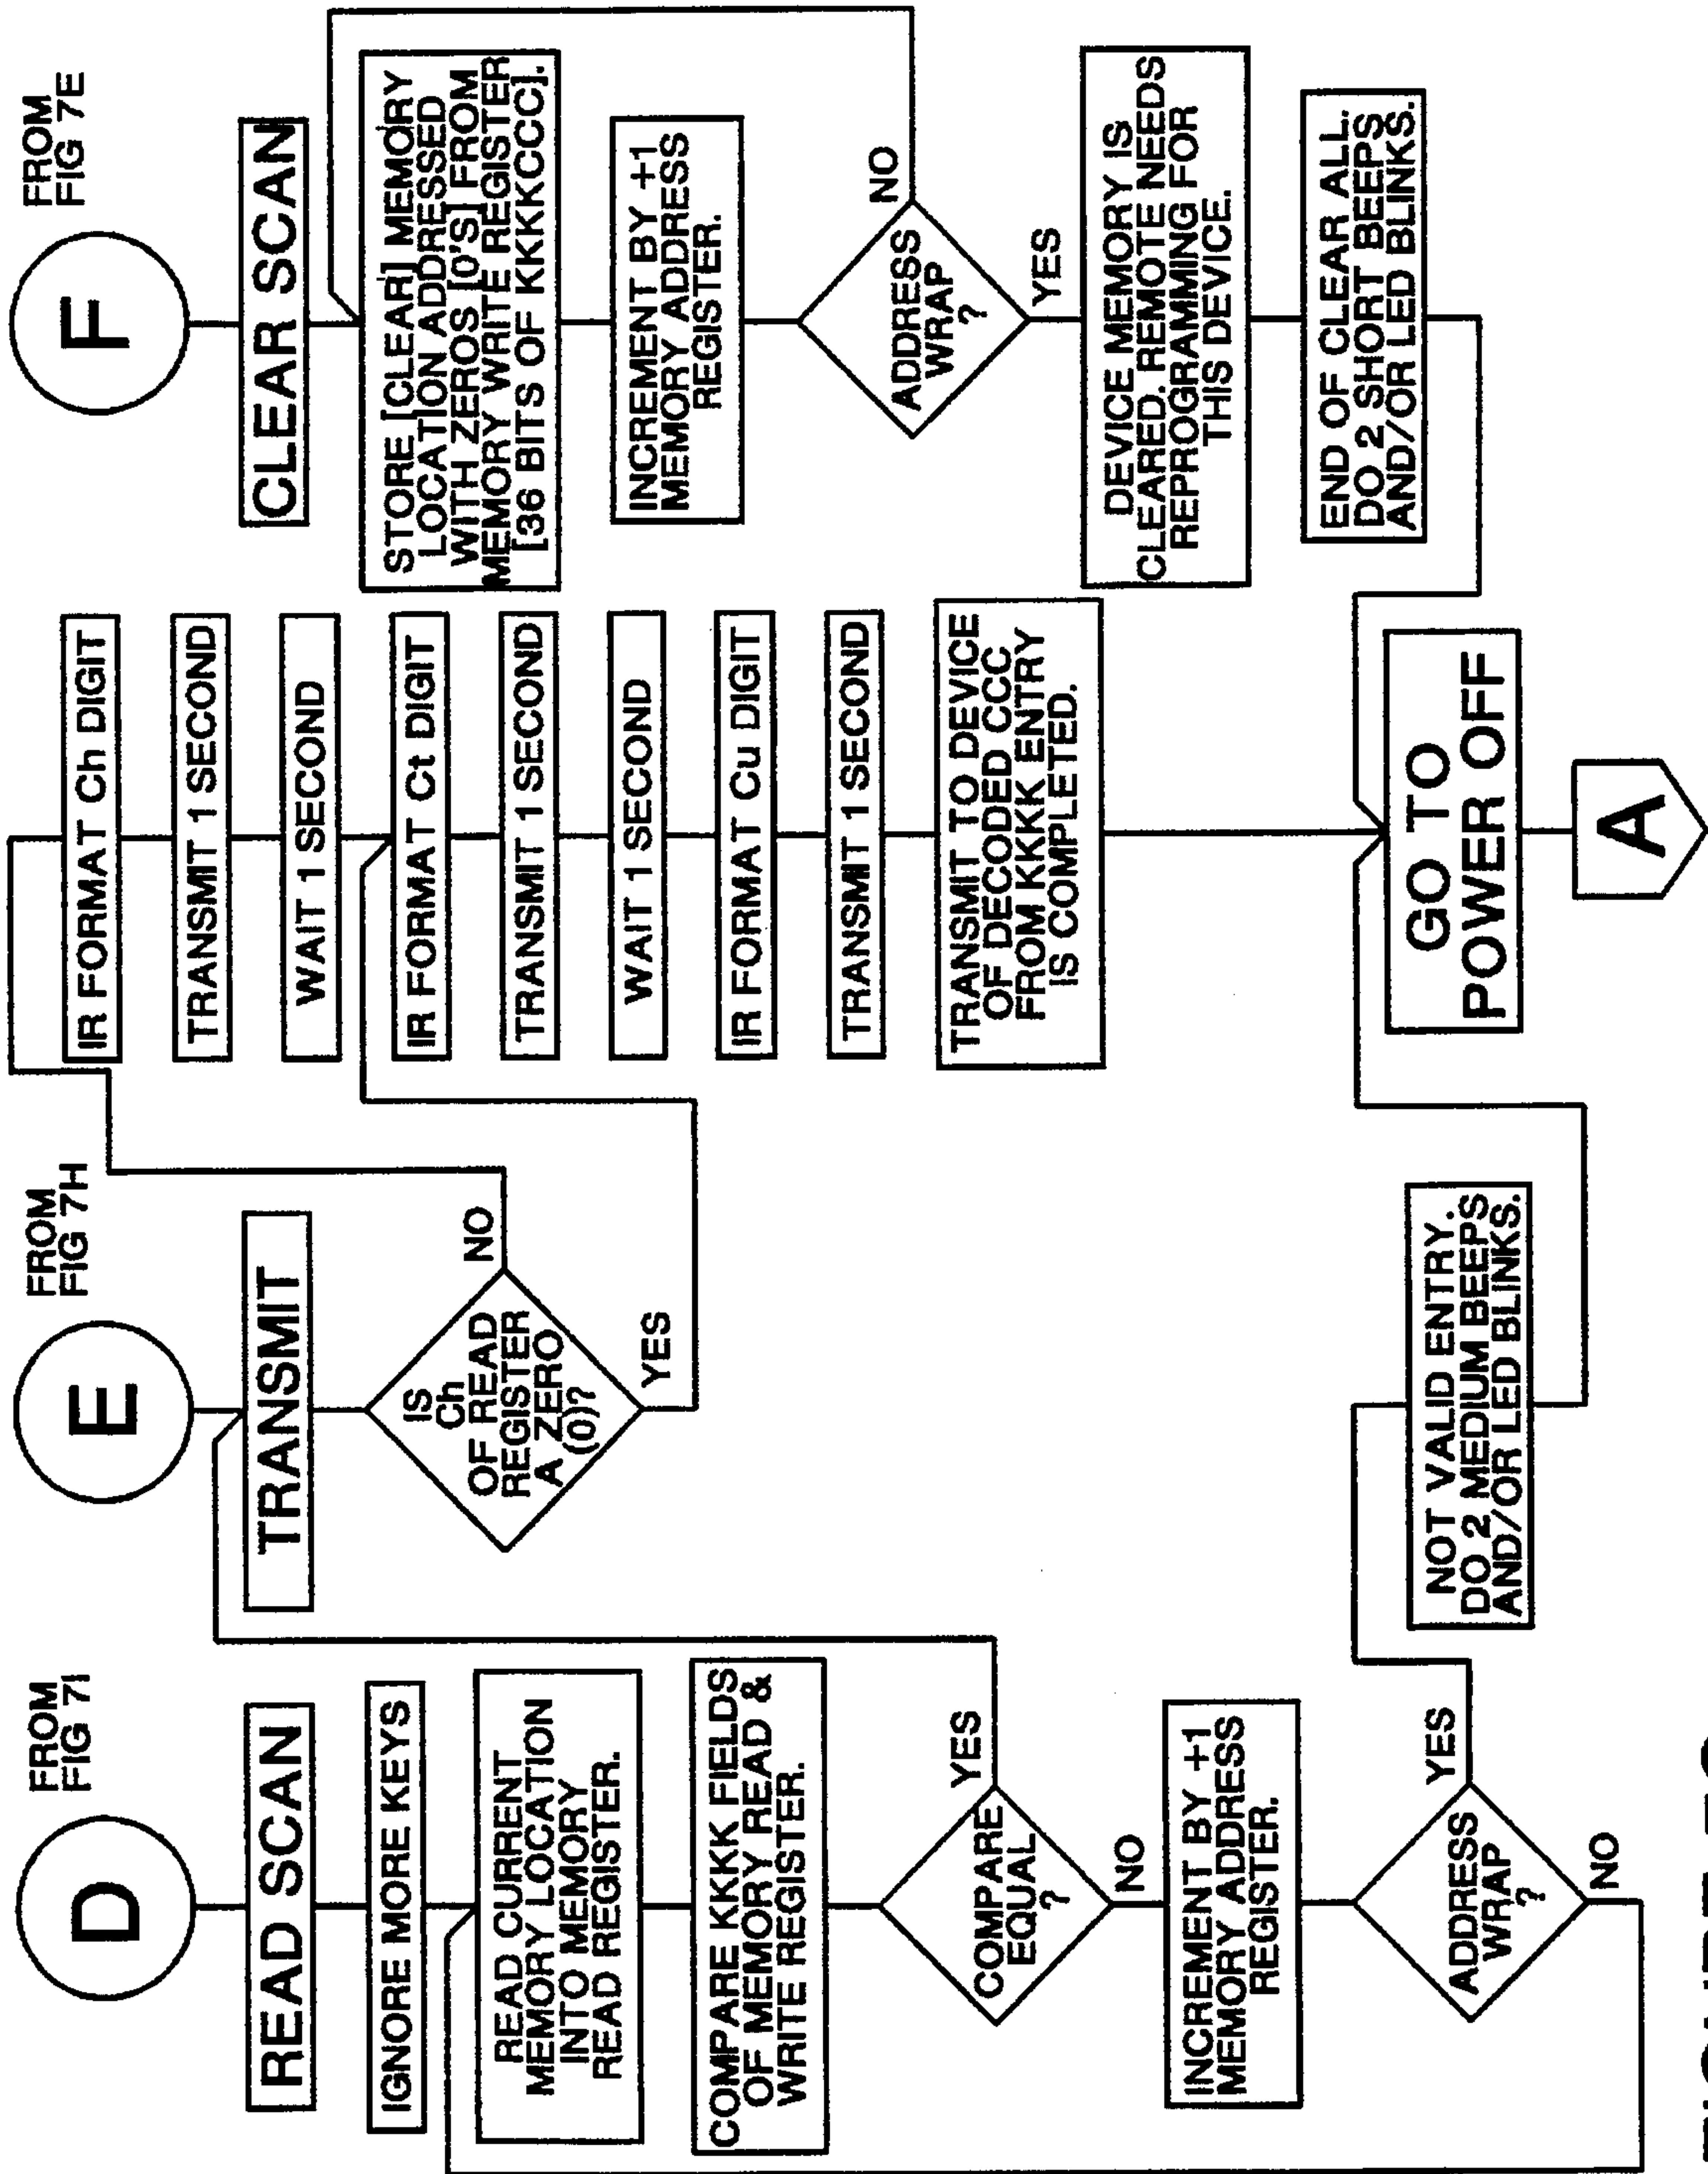 FROM
FIG 7I
D
READ SCAN
IGNORE MORE KEYS
READ CURRENT
MEMORY LOCATION
INTO MEMORY
READ REGISTER.
COMPARE KKKK FIELDS
OF MEMORY READ &
WRITE REGISTER.
COMPARE
EQUAL
?
YES
NO
INCREMENT BY +1
MEMORY ADDRESS
REGISTER.
ADDRESS
WRAP
?
YES
NO
NOT VALID ENTRY.
DO 2 MEDIUM BEEPS
AND/OR LED BLINKS.
FROM
FIG 7H
E
TRANSMIT
IS
Ch
OF READ
REGISTER
A ZERO
(0)?
NO
YES
IR FORMAT Ch DIGIT
TRANSMIT 1 SECOND
WAIT 1 SECOND
IR FORMAT Ct DIGIT
TRANSMIT 1 SECOND
WAIT 1 SECOND
IR FORMAT Cu DIGIT
TRANSMIT 1 SECOND
TRANSMIT TO DEVICE
OF DECODED CCC
FROM KKKK ENTRY
IS COMPLETED.
GO TO
POWER OFF
A
FROM
FIG 7E
F
CLEAR SCAN
STORE [CLEAR] MEMORY
LOCATION ADDRESSED
WITH ZEROS [0'S] FROM
MEMORY WRITE REGISTER
[36 BITS OF KKKKCCC].
INCREMENT BY +1
MEMORY ADDRESS
REGISTER.
ADDRESS
WRAP
?
NO
YES
DEVICE MEMORY IS
CLEARED. REMOTE NEEDS
REPROGRAMMING FOR
THIS DEVICE.
END OF CLEAR ALL.
DO 2 SHORT BEEPS
AND/OR LED BLINKS.